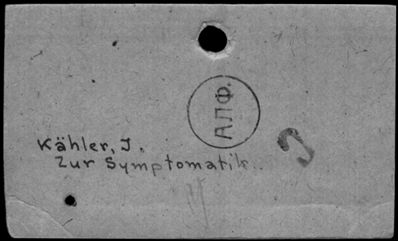 АПФ.
Kähler, J.
Zur Symptomatik..